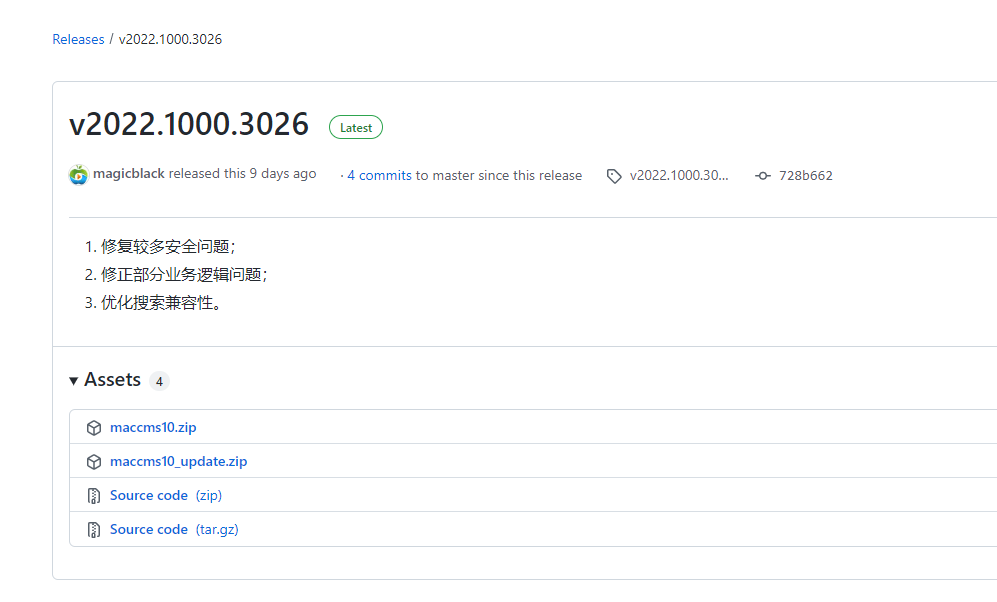 Releases / v2022.1000.3026
v2022.1000.3026 Latest
magicblack released this 9 days ago · 4 commits to master since this release v2022.1000.30... 728b662
1. 修复较多安全问题；
2. 修正部分业务逻辑问题；
3. 优化搜索兼容性。
Assets 4
maccms10.zip
maccms10_update.zip
Source code (zip)
Source code (tar.gz)